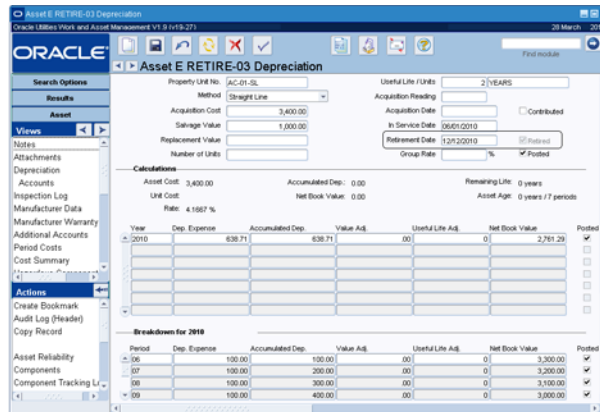 Asset E RETIRE-03 Depreciation
Oracle Utilities Work and Asset Management V1.9 (v19-27) 28 March 201
ORACLE
Find module
Asset E RETIRE-03 Depreciation
Search Options
Results
Asset
Views
Notes
Attachments
Depreciation
Accounts
Inspection Log
Manufacturer Data
Manufacturer Warranty
Additional Accounts
Period Costs
Cost Summary
Actions
Create Bookmark
Audit Log (Header)
Copy Record
Asset Reliability
Components
Component Tracking
Property Unit No. AC-01-SL Useful Life / Units 2 YEARS
Method Straight Line Acquisition Reading
Acquisition Cost 3,400.00 Acquisition Date Contributed
Salvage Value 1,000.00 In Service Date 06/01/2010
Replacement Value Retirement Date 12/12/2010 Retired
Number of Units Group Rate % Posted
Calculations
Asset Cost: 3,400.00 Accumulated Dep.: 0.00 Remaining Life: 0 years
Unit Cost: Net Book Value: 0.00 Asset Age: 0 years / 7 periods
Rate: 4.1667 %
Year Dep. Expense Accumulated Dep. Value Adj. Useful Life Adj. Net Book Value Posted
2010 638.71 638.71 .00 0 2,761.29
Breakdown for 2010
Period Dep. Expense Accumulated Dep. Value Adj. Useful Life Adj. Net Book Value Posted
06 100.00 100.00 .00 0 3,300.00
07 100.00 200.00 .00 0 3,200.00
08 100.00 300.00 .00 0 3,100.00
09 100.00 400.00 .00 0 3,000.00